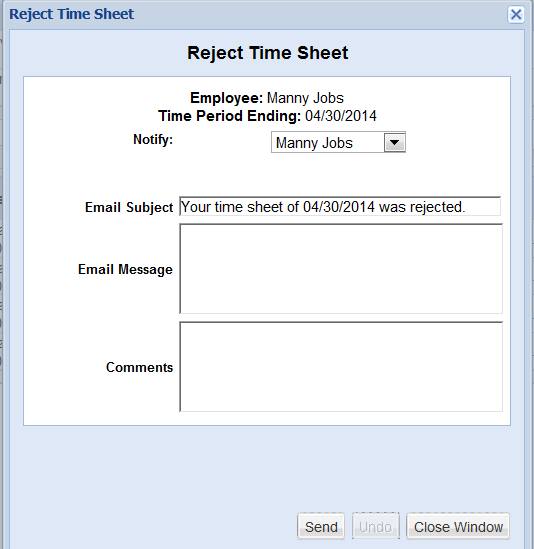 Reject Time Sheet
Reject Time Sheet
Employee: Manny Jobs
Time Period Ending: 04/30/2014
Notify: Manny Jobs
Email Subject Your time sheet of 04/30/2014 was rejected.
Email Message
Comments
Send Undo Close Window